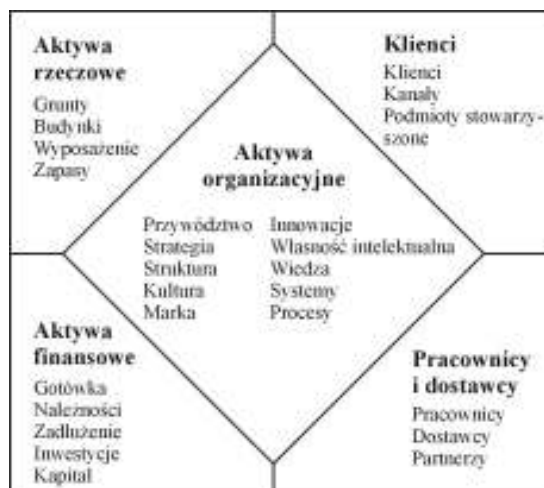 Aktywa
rzeczowe
Grunty
Budynki
Wyposażenie
Zapasy
Klienci
Klienci
Kanały
Podmioty stowarzy-
szone
Aktywa
organizacyjne
Przywództwo
Strategia
Struktura
Kultura
Marka
Innowacje
Własność intelektualna
Wiedza
Systemy
Procesy
Aktywa
finansowe
Gotówka
Należności
Zadłużenie
Inwestycje
Kapitał
Pracownicy
i dostawcy
Pracownicy
Dostawcy
Partnerzy